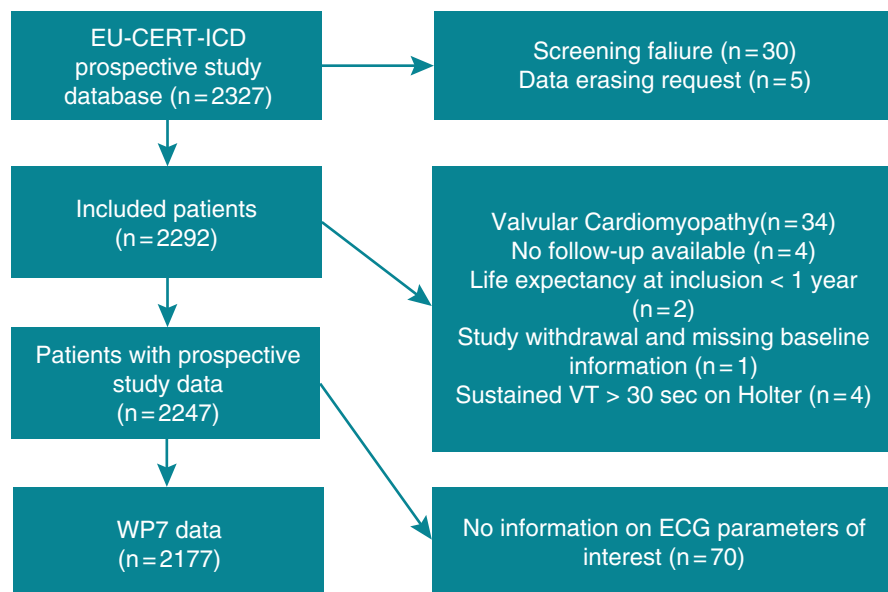 EU-CERT-ICD
prospective study
database (n = 2327)
Screening faliure (n = 30)
Data erasing request (n = 5)
Included patients
(n = 2292)
Valvular Cardiomyopathy(n = 34)
No follow-up available (n = 4)
Life expectancy at inclusion < 1 year
(n = 2)
Study withdrawal and missing baseline
information (n = 1)
Sustained VT > 30 sec on Holter (n = 4)
Patients with prospective
study data
(n = 2247)
WP7 data
(n = 2177)
No information on ECG parameters of
interest (n = 70)